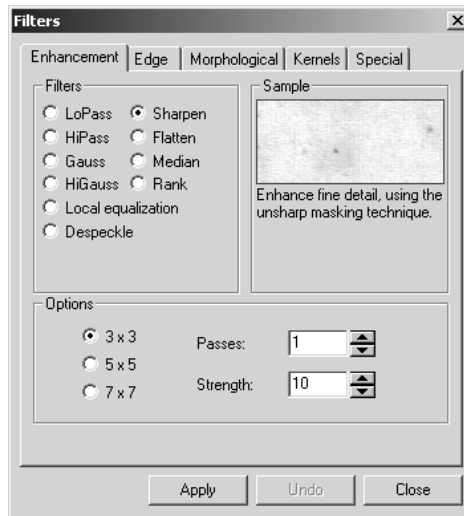 Filters
Enhancement Edge Morphological Kernels Special
Filters
LoPass Sharpen
HiPass Flatten
Gauss Median
HiGauss Rank
Local equalization
Despeckle
Sample
Enhance fine detail, using the
unsharp masking technique.
Options
3 x 3
5 x 5
7 x 7
Passes: 1
Strength: 10
Apply Undo Close